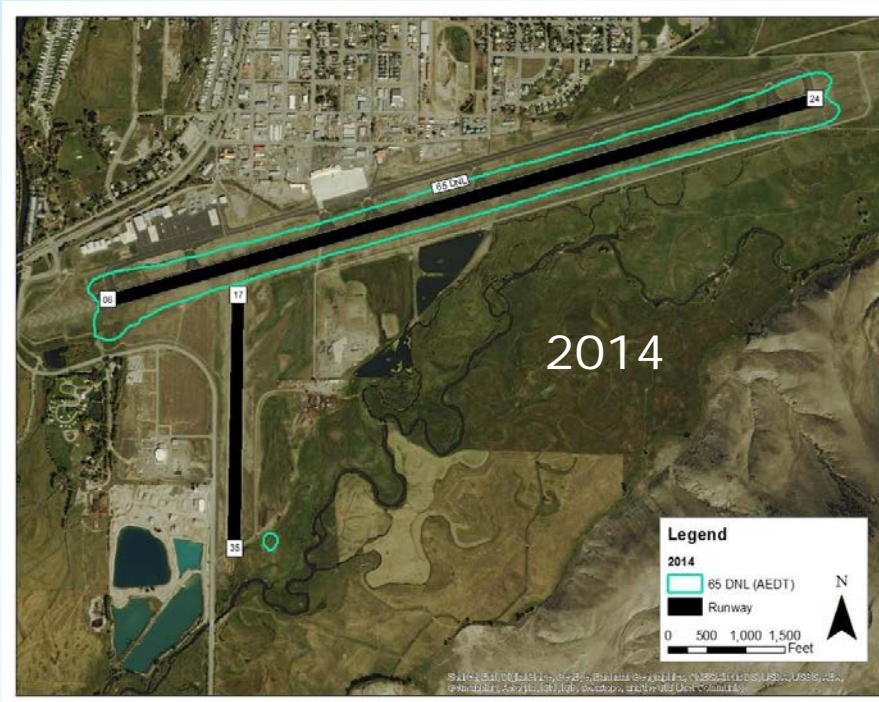 24
65 DNL
06
17
2014
35
Legend
2014
65 DNL (AEDT)
Runway
N
0 500 1,000 1,500
Feet